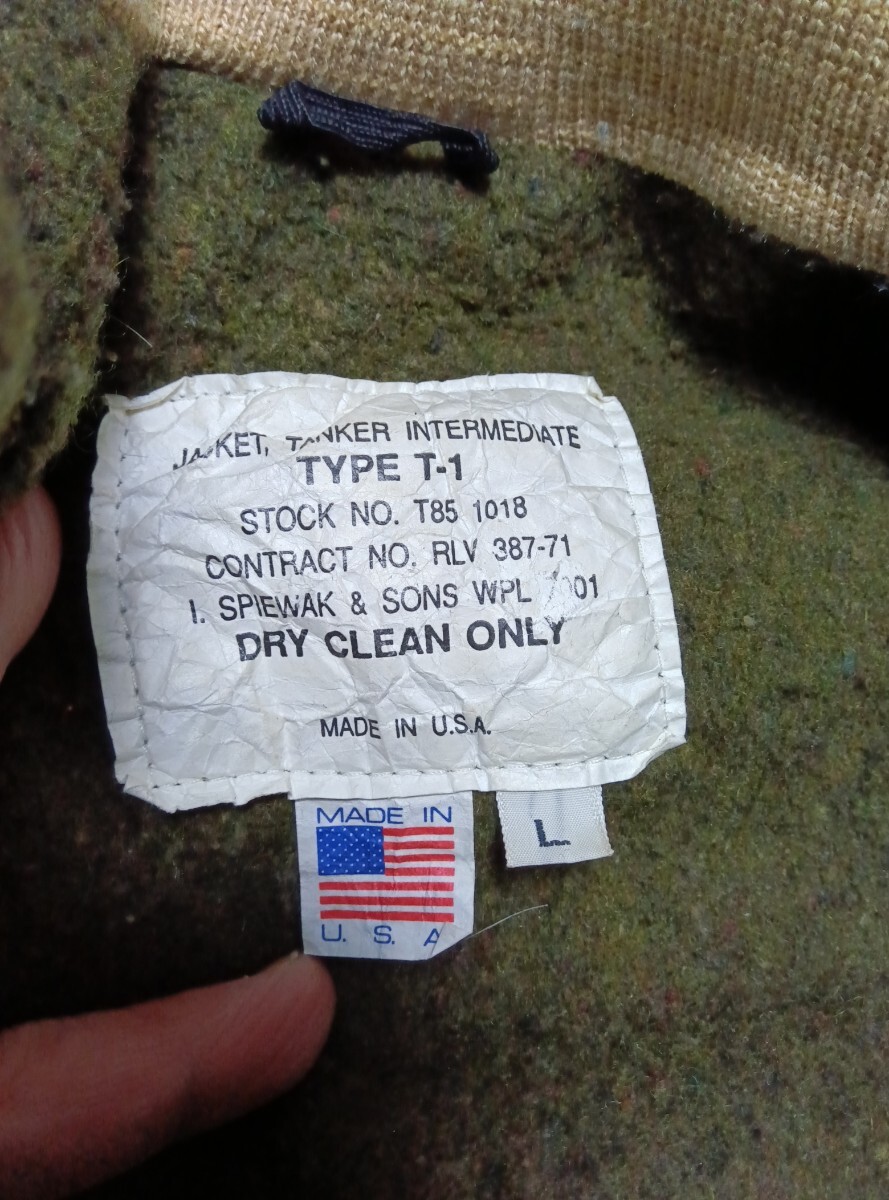 JACKET, TANKER INTERMEDIATE
TYPE T-1
STOCK NO. T85 1018
CONTRACT NO. RLV 387-71
I. SPIEWAK & SONS WPL
DRY CLEAN ONLY
MADE IN U.S.A.
MADE IN
U. S. A
L